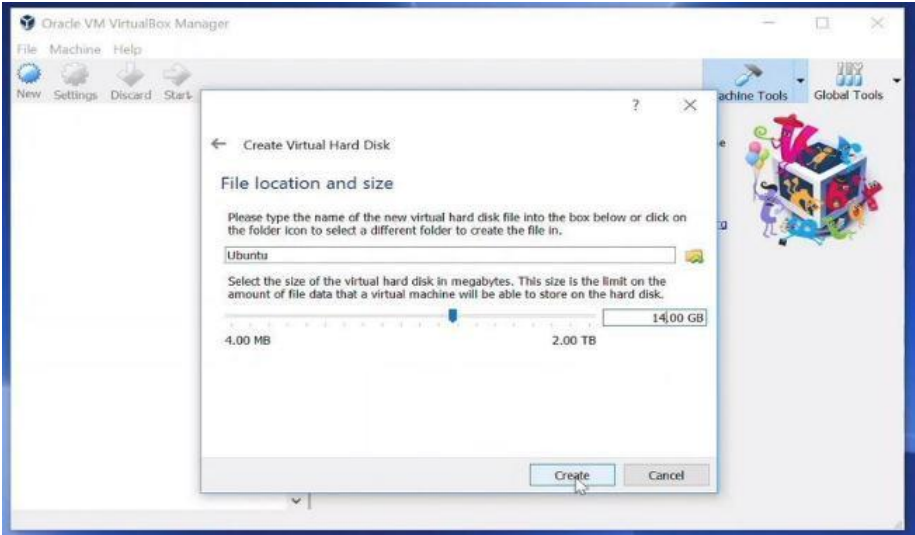 Oracle VM VirtualBox Manager
File Machine Help
New Settings Discard Start
achine Tools Global Tools
? ×
← Create Virtual Hard Disk
File location and size
Please type the name of the new virtual hard disk file into the box below or click on
the folder icon to select a different folder to create the file in.
Ubuntu
Select the size of the virtual hard disk in megabytes. This size is the limit on the
amount of file data that a virtual machine will be able to store on the hard disk.
14,00 GB
4.00 MB 2.00 TB
Create Cancel